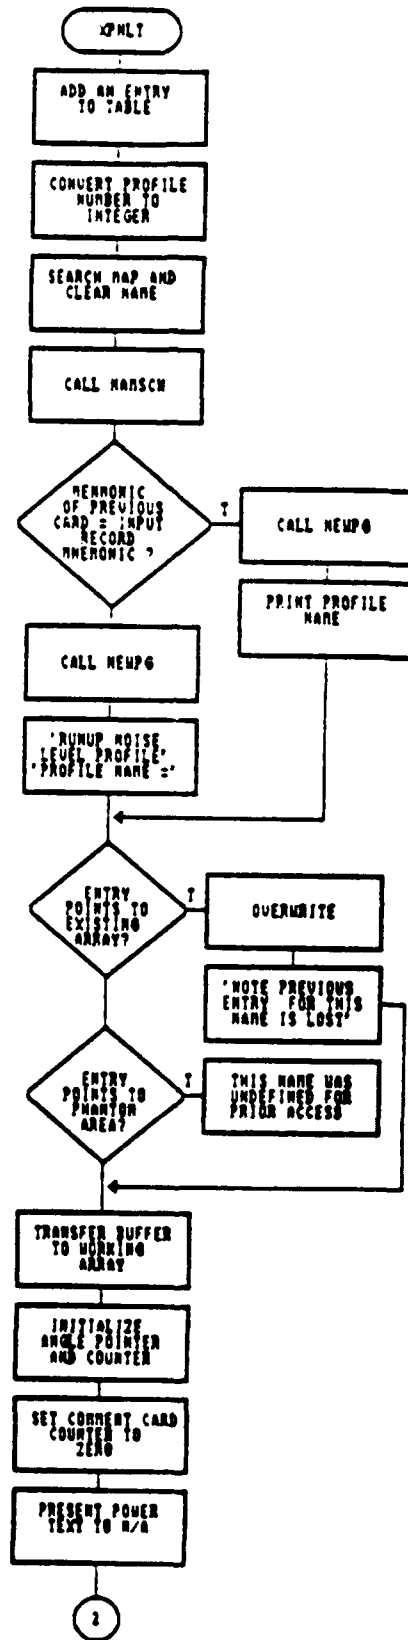 XPNLT
ADD AN ENTRY
TO TABLE
CONVERT PROFILE
NUMBER TO
INTEGER
SEARCH MAP AND
CLEAR NAME
CALL NAMSCN
MENMONIC
OF PREVIOUS
CARD = INPUT
RECORD
MNEMONIC ?
T
CALL NEWPG
PRINT PROFILE
NAME
CALL NEWPG
'RUNUP NOISE
LEVEL PROFILE'
'PROFILE NAME ='
ENTRY
POINTS TO
EXISTING
ARRAY?
T
OVERWRITE
'NOTE PREVIOUS
ENTRY FOR THIS
NAME IS LOST'
ENTRY
POINTS TO
PHANTOM
AREA?
T
THIS NAME WAS
UNDEFINED FOR
PRIOR ACCESS
TRANSFER BUFFER
TO WORKING
ARRAY
INITIALIZE
ANGLE POINTER
AND COUNTER
SET COMMENT CARD
COUNTER TO
ZERO
PRESENT POWER
TEXT TO N/A
2